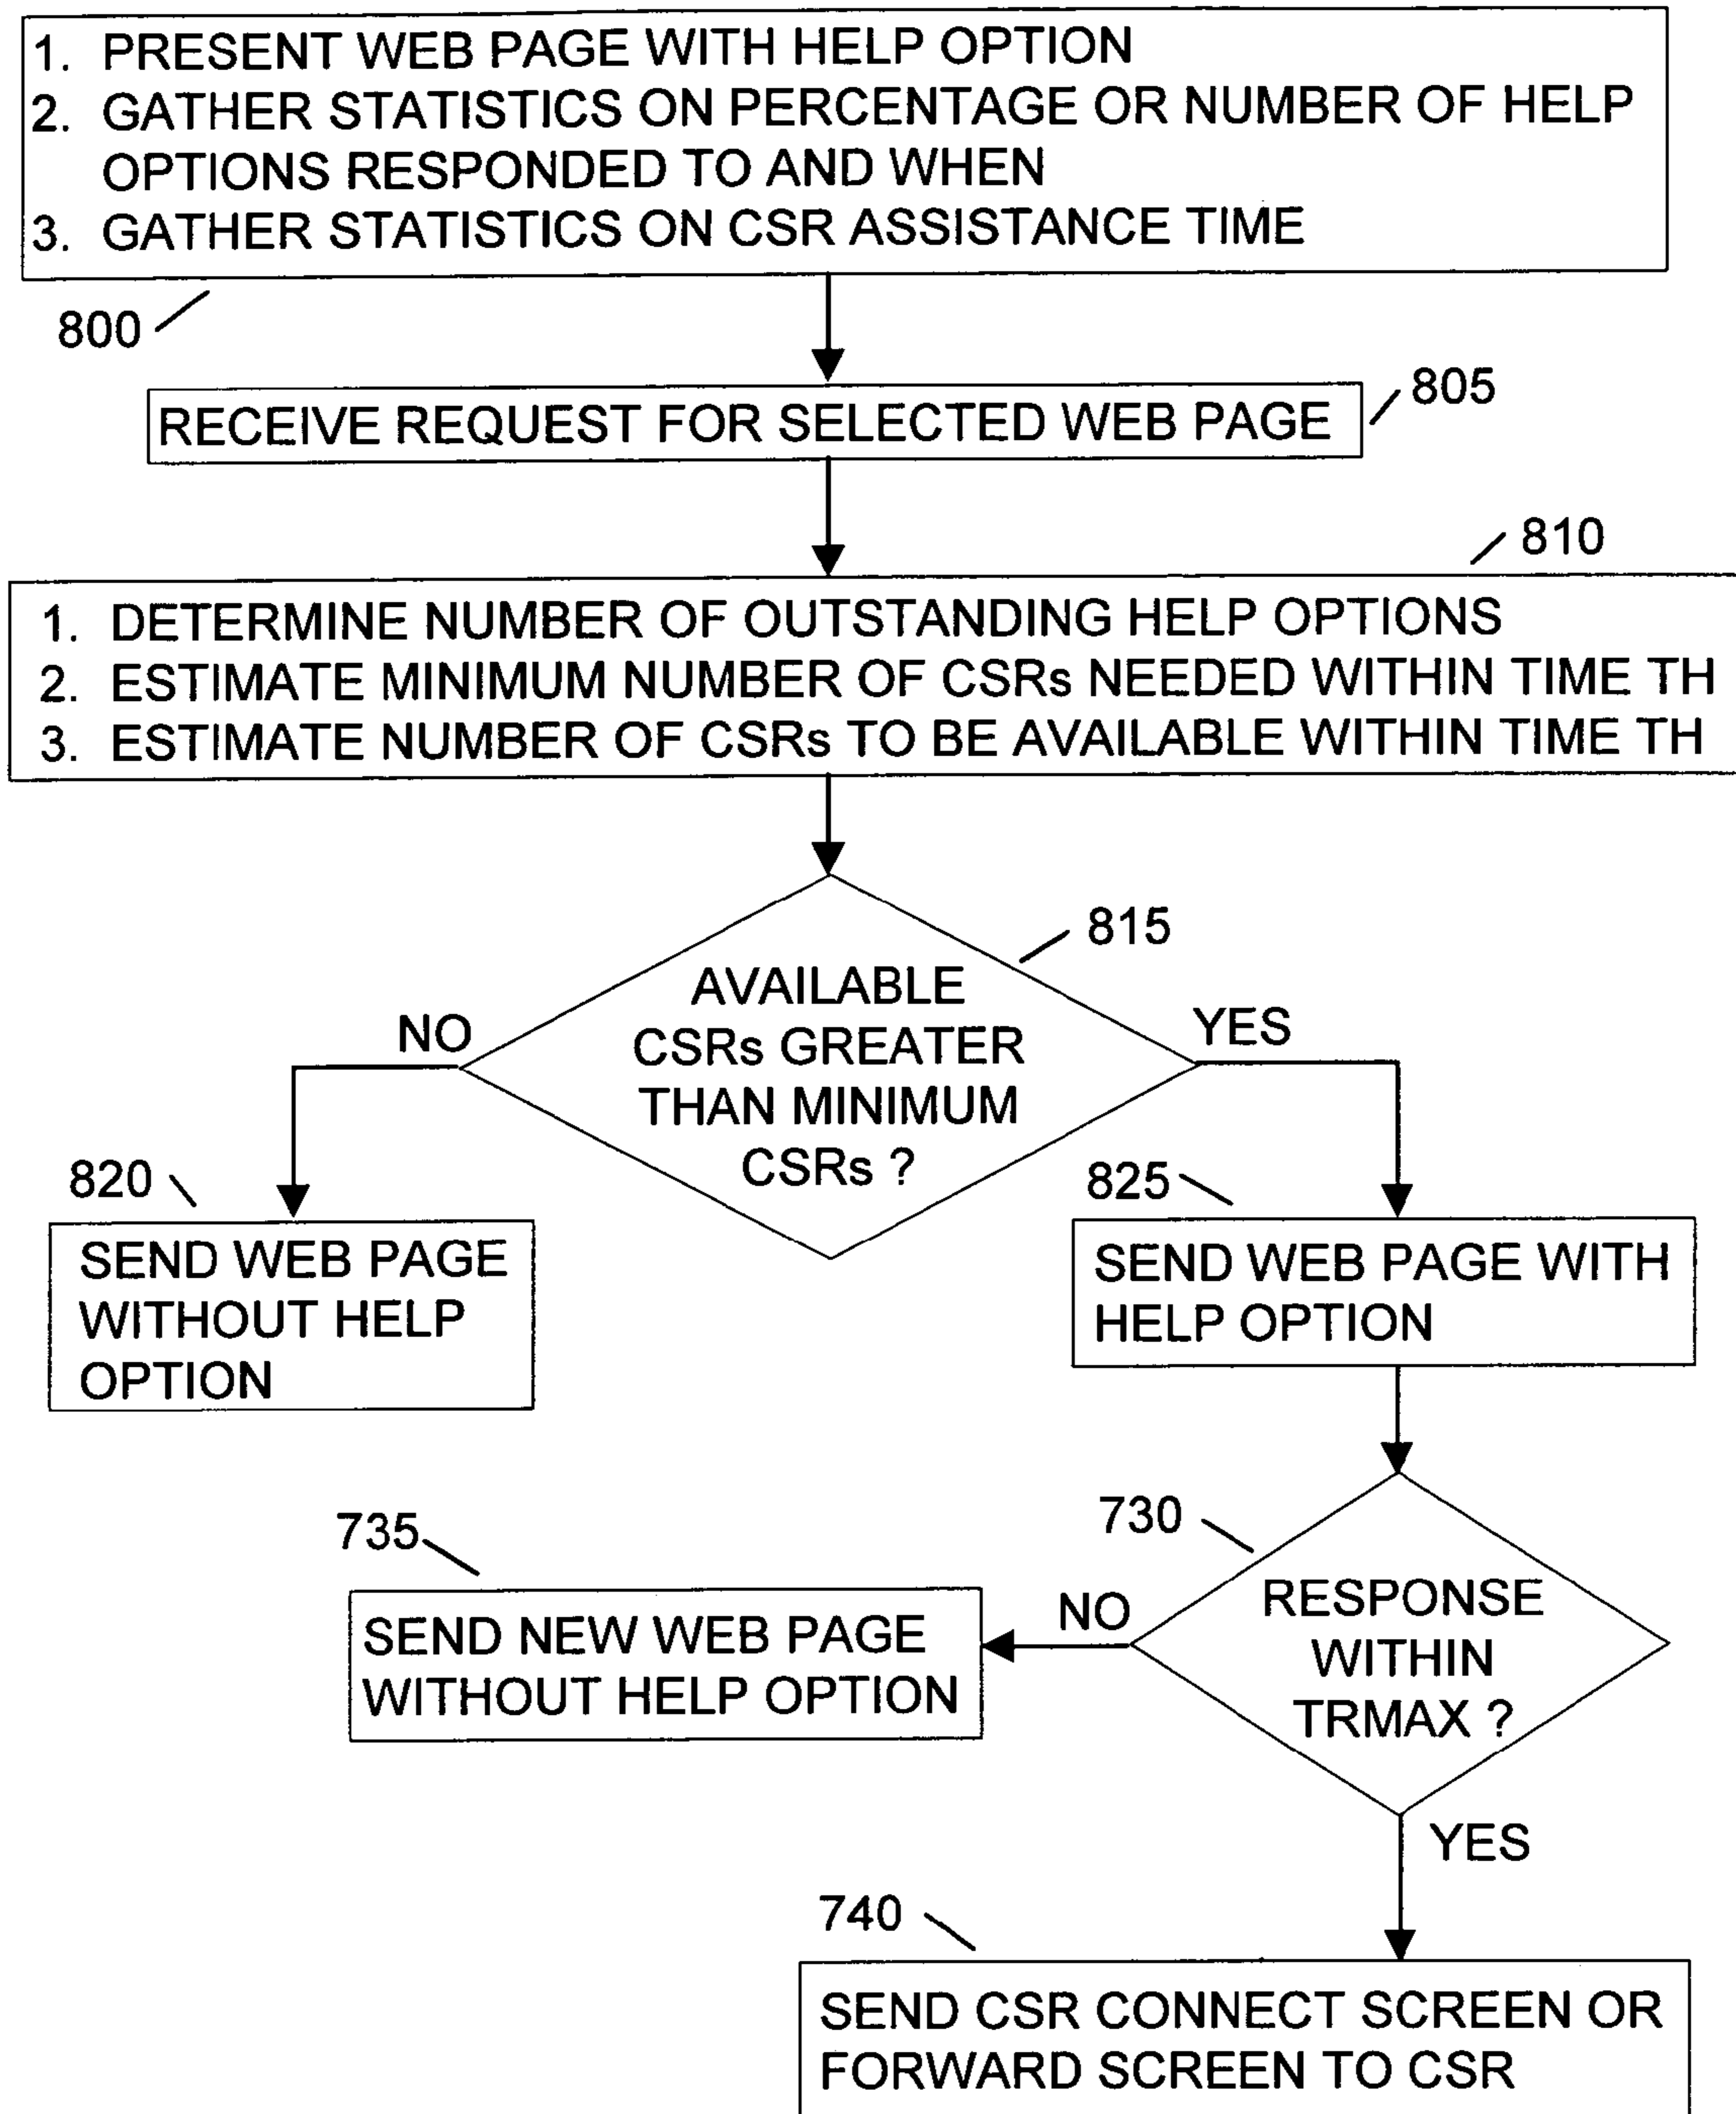 1. PRESENT WEB PAGE WITH HELP OPTION
2. GATHER STATISTICS ON PERCENTAGE OR NUMBER OF HELP
OPTIONS RESPONDED TO AND WHEN
3. GATHER STATISTICS ON CSR ASSISTANCE TIME
800
RECEIVE REQUEST FOR SELECTED WEB PAGE
805
810
1. DETERMINE NUMBER OF OUTSTANDING HELP OPTIONS
2. ESTIMATE MINIMUM NUMBER OF CSRs NEEDED WITHIN TIME TH
3. ESTIMATE NUMBER OF CSRs TO BE AVAILABLE WITHIN TIME TH
815
AVAILABLE
CSRs GREATER
THAN MINIMUM
CSRs ?
NO
YES
820
SEND WEB PAGE
WITHOUT HELP
OPTION
825
SEND WEB PAGE WITH
HELP OPTION
730
RESPONSE
WITHIN
TRMAX ?
NO
735
SEND NEW WEB PAGE
WITHOUT HELP OPTION
YES
740
SEND CSR CONNECT SCREEN OR
FORWARD SCREEN TO CSR